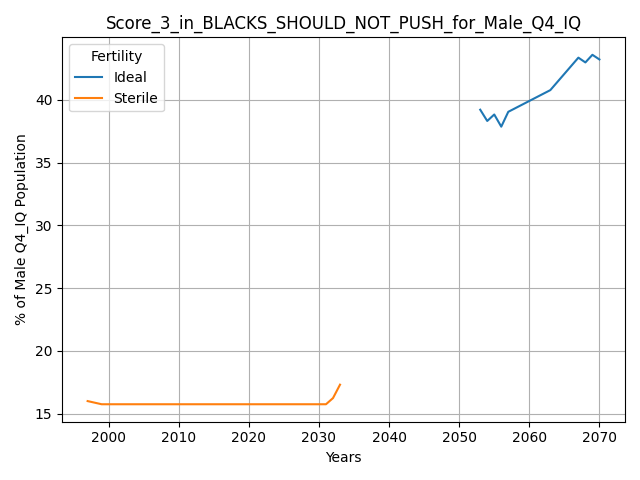 Score_3_in_BLACKS_SHOULD_NOT_PUSH_for_Male_Q4_IQ
Fertility
Ideal
Sterile
% of Male Q4_IQ Population
40
35
30
25
20
15
2000 2010 2020 2030 2040 2050 2060 2070
Years